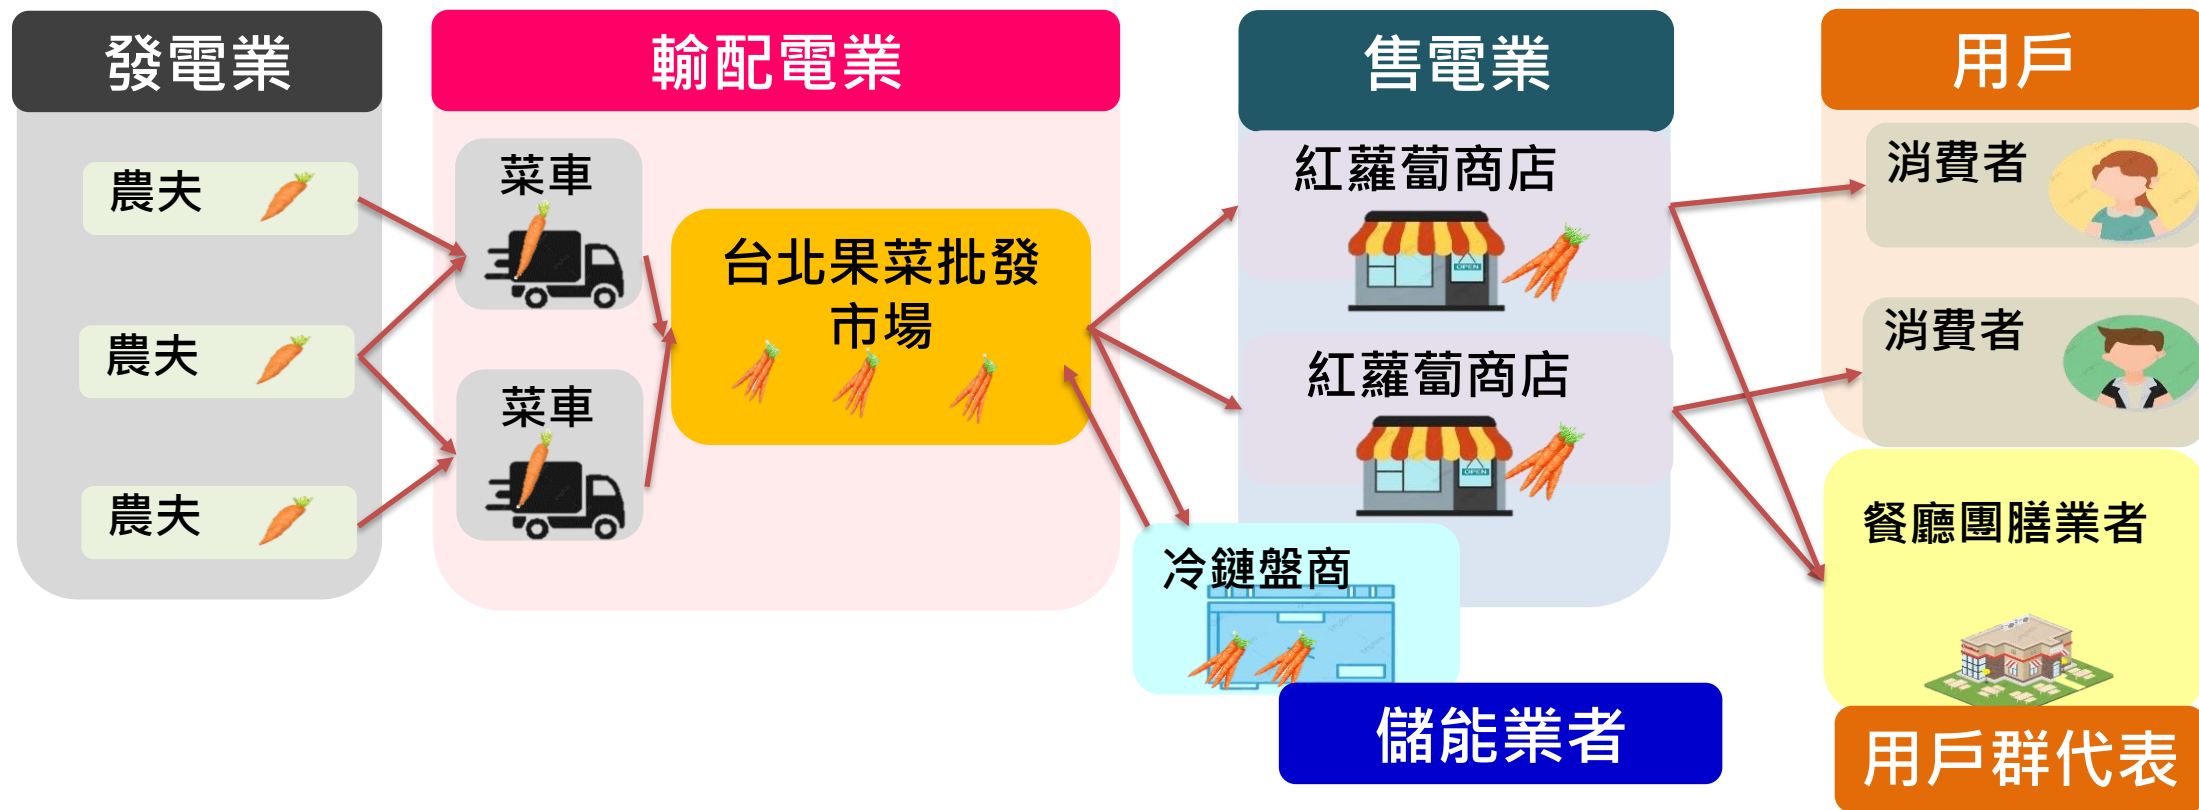 發電業
農夫
農夫
農夫
輸配電業
菜車
菜車
台北果菜批發
市場
售電業
紅蘿蔔商店
OPEN
紅蘿蔔商店
OPEN
冷鏈盤商
儲能業者
用戶
消費者
消費者
餐廳團膳業者
用戶群代表